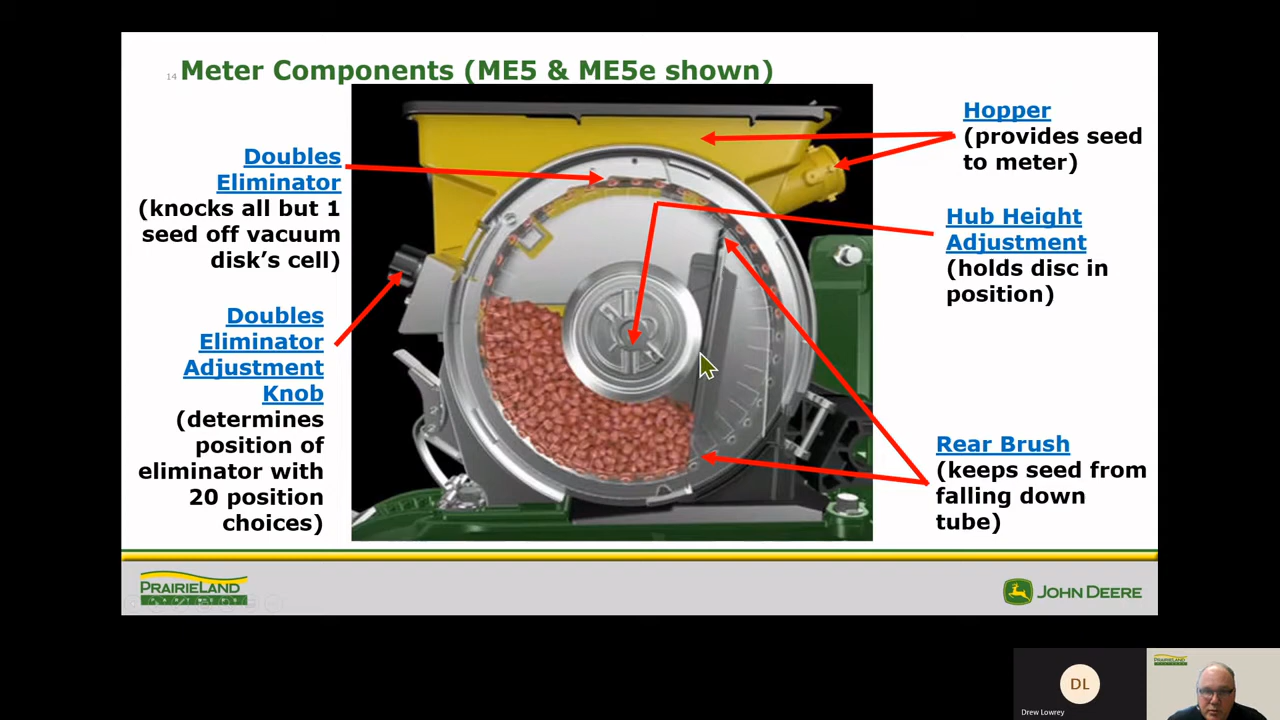 14 Meter Components (ME5 & ME5e shown)
Doubles
Eliminator
(knocks all but 1
seed off vacuum
disk’s cell)
Doubles
Eliminator
Adjustment
Knob
(determines
position of
eliminator with
20 position
choices)
Hopper
(provides seed
to meter)
Hub Height
Adjustment
(holds disc in
position)
Rear Brush
(keeps seed from
falling down
tube)
PRAIRIELAND
JOHN DEERE
DL
Drew Lowrey
PRAIRIELAND